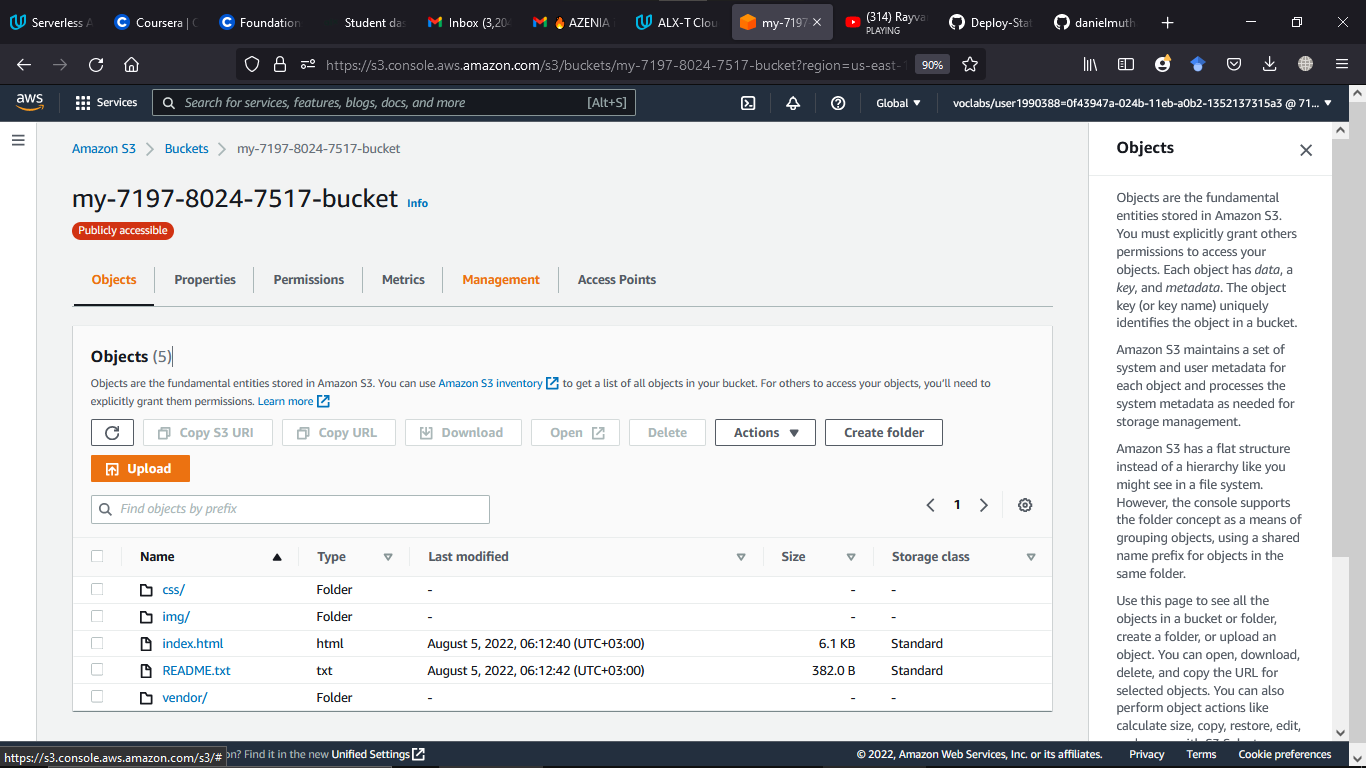 Serverless A
Coursera | C
Foundation
Student das
Inbox (3,204
🔥 AZENIA
ALX-T Clou
my-7197-
(314) Rayva
PLAYING
Deploy-Stat
danielmuth
https://s3.console.aws.amazon.com/s3/buckets/my-7197-8024-7517-bucket?region=us-east-1
90%
aws
Services
Search for services, features, blogs, docs, and more
[Alt+S]
Global
voclabs/user1990388=0f43947a-024b-11eb-a0b2-1352137315a3 @ 71...
Amazon S3
Buckets
my-7197-8024-7517-bucket
my-7197-8024-7517-bucket Info
Publicly accessible
Objects
Properties
Permissions
Metrics
Management
Access Points
Objects (5)
Objects are the fundamental entities stored in Amazon S3. You can use Amazon S3 inventory to get a list of all objects in your bucket. For others to access your objects, you'll need to
explicitly grant them permissions. Learn more
Copy S3 URI
Copy URL
Download
Open
Delete
Actions
Create folder
Upload
Find objects by prefix
1
Name Type Last modified Size Storage class
css/ Folder - - -
img/ Folder - - -
index.html html August 5, 2022, 06:12:40 (UTC+03:00) 6.1 KB Standard
README.txt txt August 5, 2022, 06:12:42 (UTC+03:00) 382.0 B Standard
vendor/ Folder - - -
Objects
Objects are the fundamental
entities stored in Amazon S3.
You must explicitly grant others
permissions to access your
objects. Each object has data, a
key, and metadata. The object
key (or key name) uniquely
identifies the object in a bucket.
Amazon S3 maintains a set of
system and user metadata for
each object and processes the
system metadata as needed for
storage management.
Amazon S3 has a flat structure
instead of a hierarchy like you
might see in a file system.
However, the console supports
the folder concept as a means of
grouping objects, using a shared
name prefix for objects in the
same folder.
Use this page to see all the
objects in a bucket or folder,
create a folder, or upload an
object. You can open, download,
delete, and copy the URL for
selected objects. You can also
perform object actions like
calculate size, copy, restore, edit,
https://s3.console.aws.amazon.com/s3/#
on? Find it in the new Unified Settings
© 2022, Amazon Web Services, Inc. or its affiliates.
Privacy
Terms
Cookie preferences